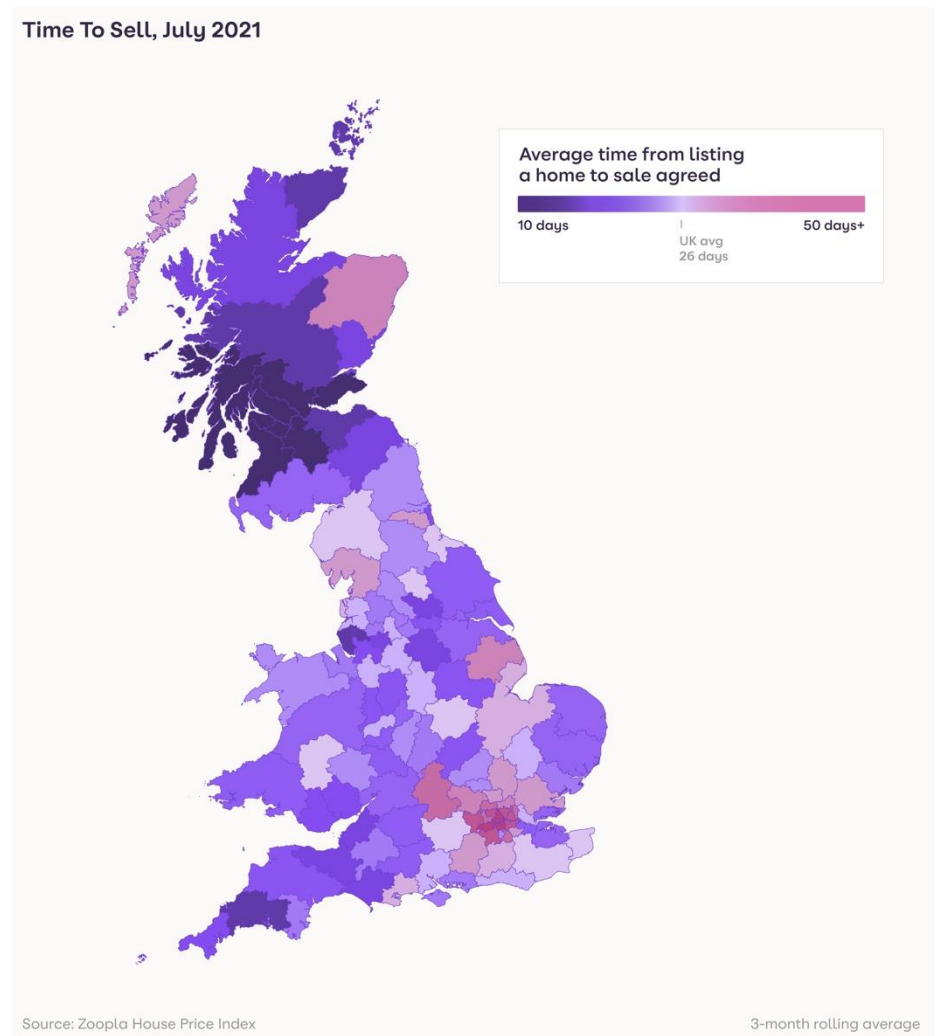 Time To Sell, July 2021
Average time from listing
a home to sale agreed
10 days
50 days+
UK avg
26 days
Source: Zoopla House Price Index
3-month rolling average